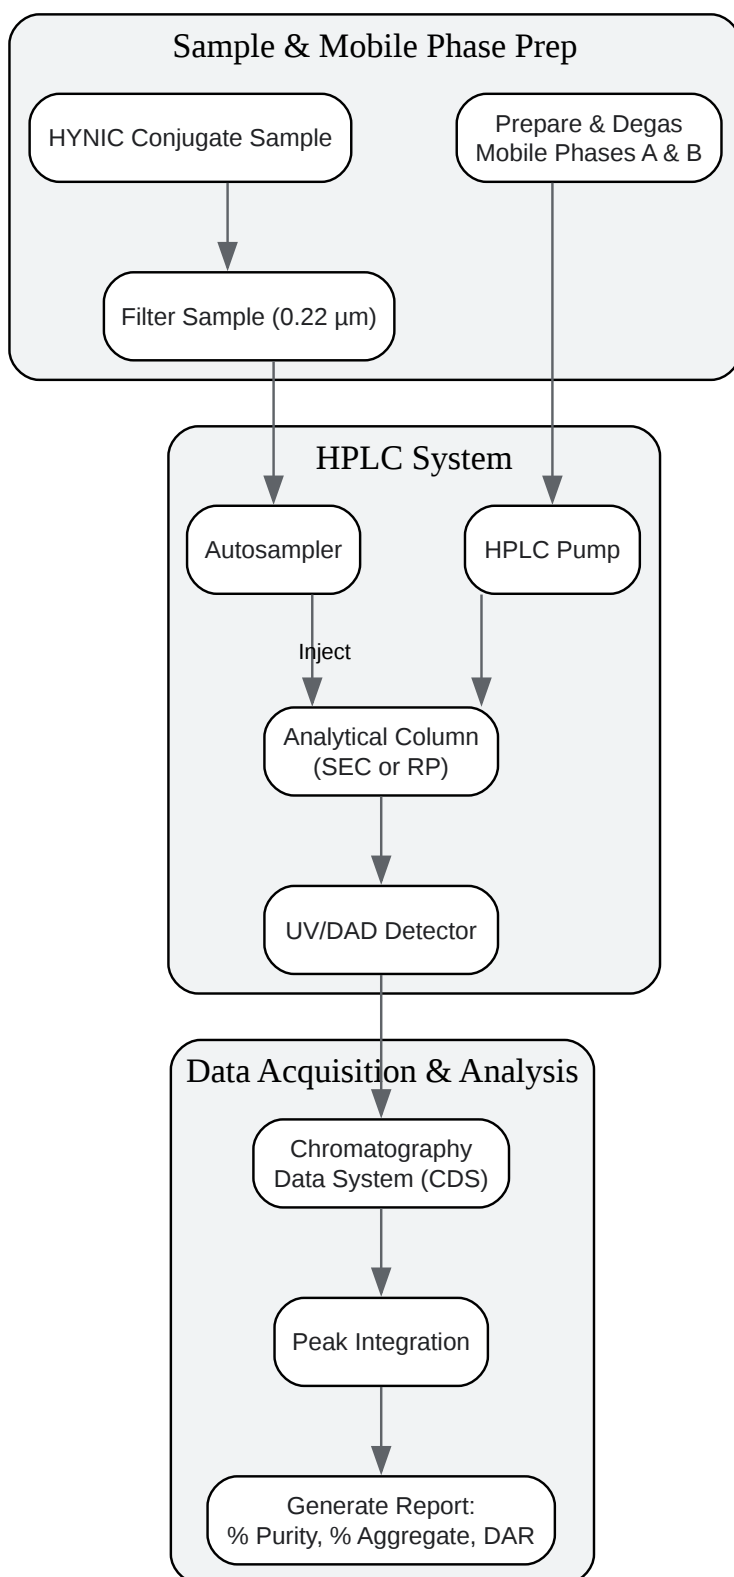 Sample & Mobile Phase Prep
HYNIC Conjugate Sample
Prepare & Degas
Mobile Phases A & B
Filter Sample (0.22 µm)
HPLC System
Autosampler
HPLC Pump
Inject
Analytical Column
(SEC or RP)
UV/DAD Detector
Data Acquisition & Analysis
Chromatography
Data System (CDS)
Peak Integration
Generate Report:
% Purity, % Aggregate, DAR